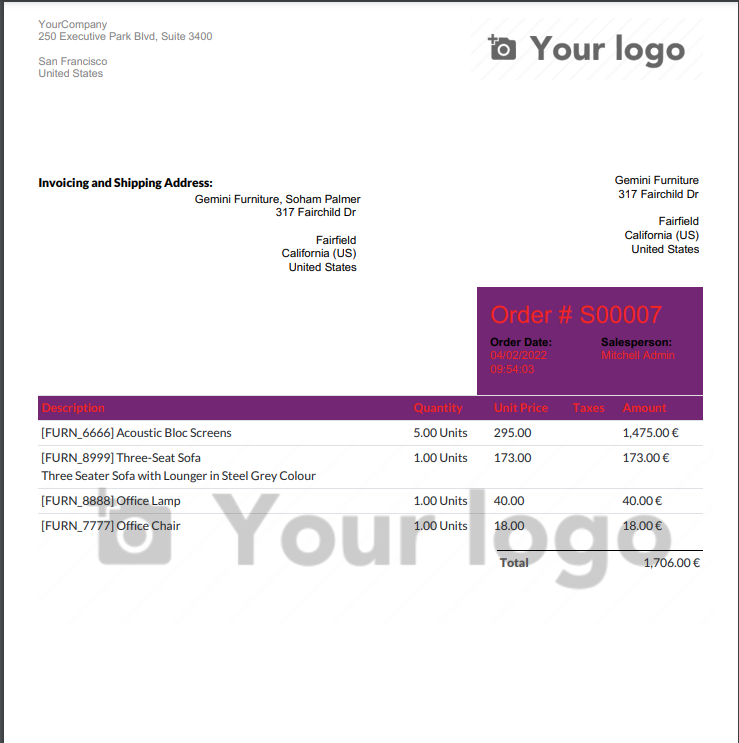 YourCompany
250 Executive Park Blvd, Suite 3400
San Francisco
United States
Your logo
Invoicing and Shipping Address:
Gemini Furniture, Soham Palmer
317 Fairchild Dr
Fairfield
California (US)
United States
Gemini Furniture
317 Fairchild Dr
Fairfield
California (US)
United States
Order # S00007
Order Date: Salesperson:
04/02/2022 Mitchell Admin
09:54:03
Description Quantity Unit Price Taxes Amount
[FURN_6666] Acoustic Bloc Screens 5.00 Units 295.00 1,475.00 €
[FURN_8999] Three-Seat Sofa 1.00 Units 173.00 173.00 €
Three Seater Sofa with Lounger in Steel Grey Colour
[FURN_8888] Office Lamp 1.00 Units 40.00 40.00 €
[FURN_7777] Office Chair 1.00 Units 18.00 18.00 €
Your logo
Total 1,706.00 €